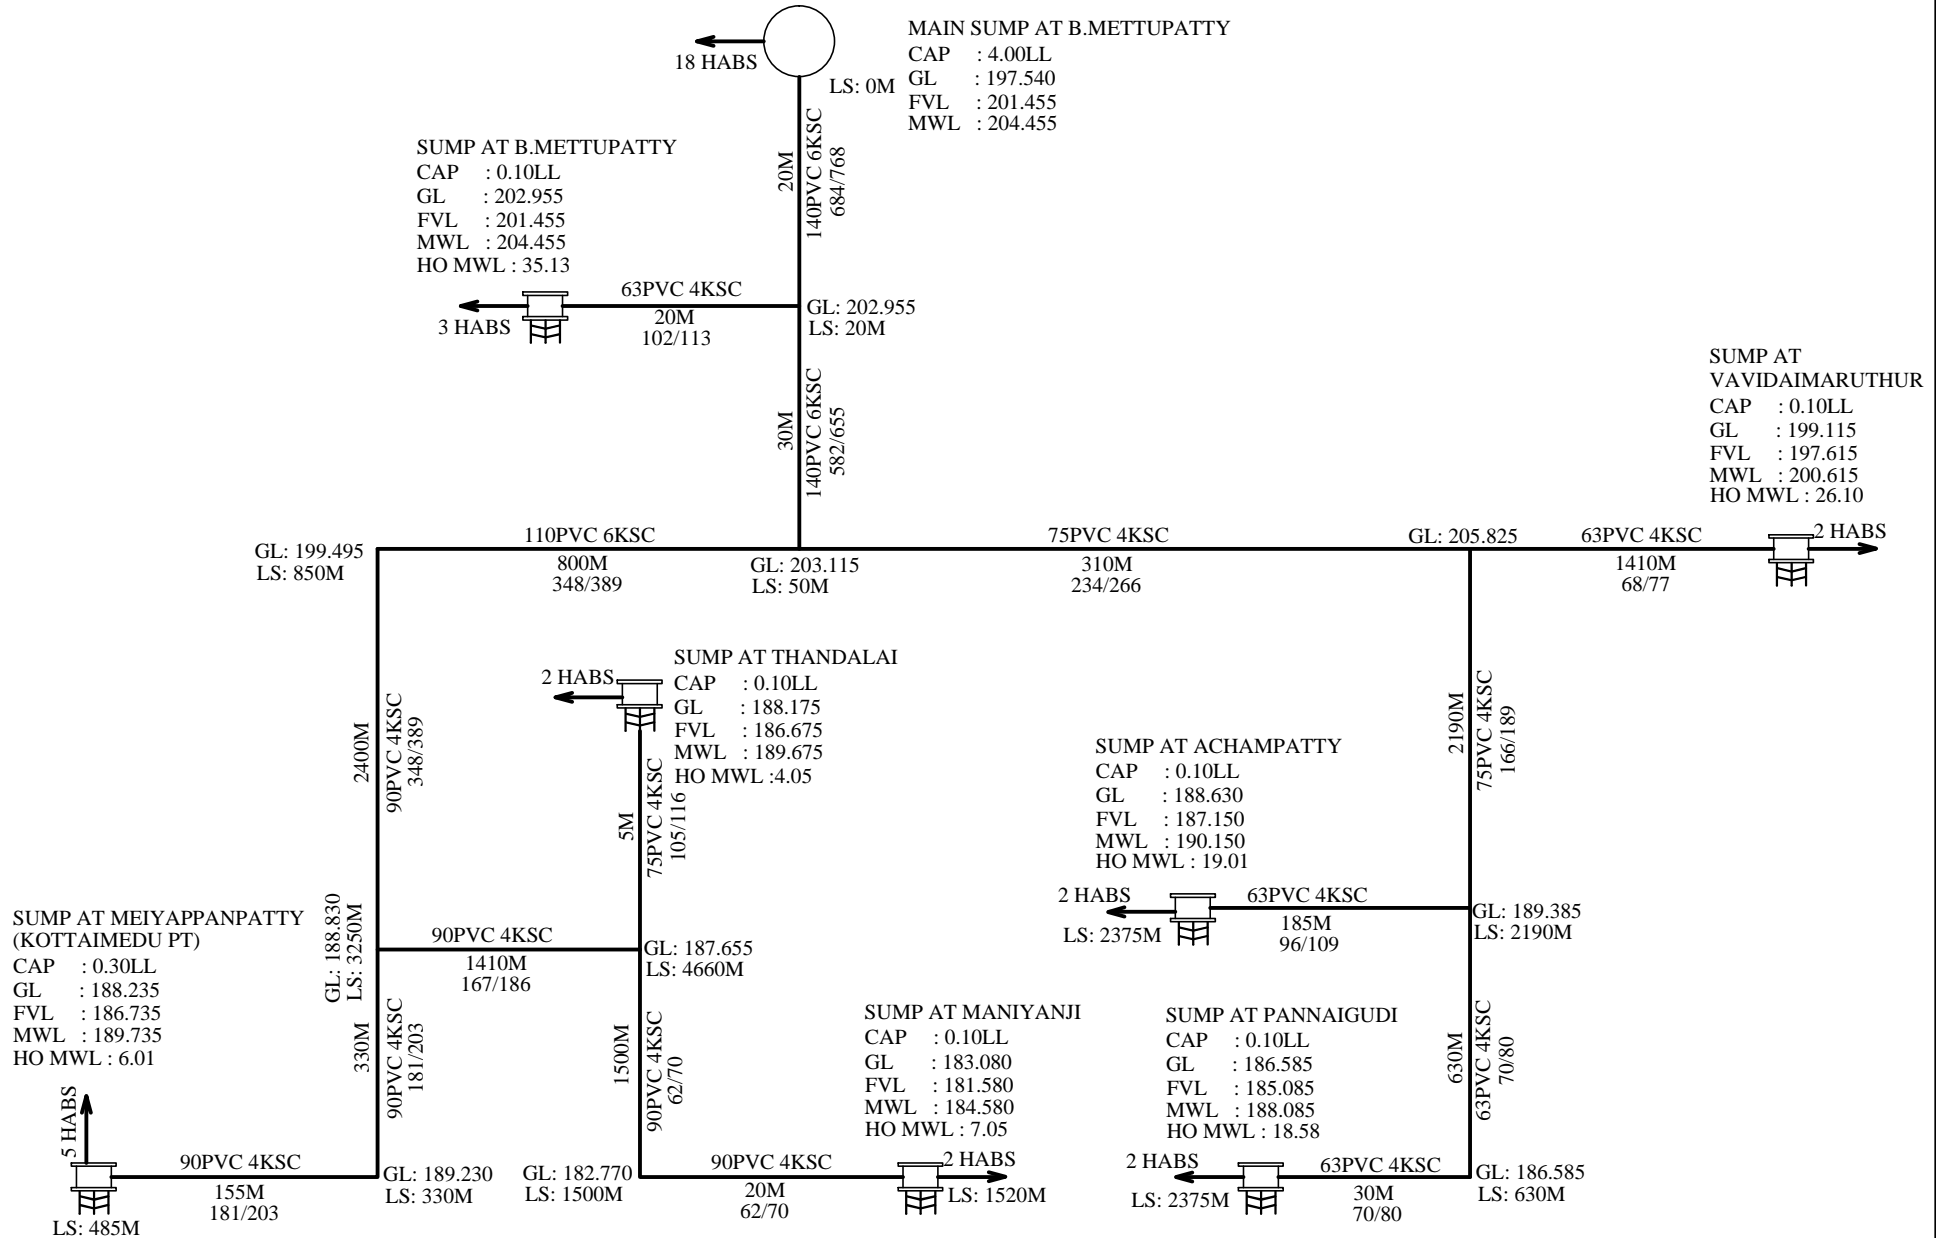 MAIN SUMP AT B.METTUPATTY
CAP : 4.00LL
GL : 197.540
FVL : 201.455
MWL : 204.455
18 HABS
LS: 0M
20M
140PVC 6KSC
684/768
SUMP AT B.METTUPATTY
CAP : 0.10LL
GL : 202.955
FVL : 201.455
MWL : 204.455
HO MWL : 35.13
63PVC 4KSC
20M
102/113
3 HABS
GL: 202.955
LS: 20M
30M
140PVC 6KSC
582/655
SUMP AT
VAVIDAIMARUTHUR
CAP : 0.10LL
GL : 199.115
FVL : 197.615
MWL : 200.615
HO MWL : 26.10
GL: 199.495
LS: 850M
110PVC 6KSC
800M
348/389
GL: 203.115
LS: 50M
75PVC 4KSC
310M
234/266
GL: 205.825
63PVC 4KSC
1410M
68/77
2 HABS
2400M
90PVC 4KSC
348/389
2 HABS
SUMP AT THANDALAI
CAP : 0.10LL
GL : 188.175
FVL : 186.675
MWL : 189.675
HO MWL :4.05
5M
75PVC 4KSC
105/116
2190M
75PVC 4KSC
166/189
SUMP AT ACHAMPATTY
CAP : 0.10LL
GL : 188.630
FVL : 187.150
MWL : 190.150
HO MWL : 19.01
2 HABS
LS: 2375M
63PVC 4KSC
185M
96/109
GL: 189.385
LS: 2190M
SUMP AT MEIYAPPANPATTY
(KOTTAIMEDU PT)
CAP : 0.30LL
GL : 188.235
FVL : 186.735
MWL : 189.735
HO MWL : 6.01
GL: 188.830
LS: 3250M
90PVC 4KSC
1410M
167/186
GL: 187.655
LS: 4660M
330M
90PVC 4KSC
181/203
1500M
90PVC 4KSC
62/70
SUMP AT MANIYANJI
CAP : 0.10LL
GL : 183.080
FVL : 181.580
MWL : 184.580
HO MWL : 7.05
SUMP AT PANNAIGUDI
CAP : 0.10LL
GL : 186.585
FVL : 185.085
MWL : 188.085
HO MWL : 18.58
630M
63PVC 4KSC
70/80
5 HABS
LS: 485M
90PVC 4KSC
155M
181/203
GL: 189.230
LS: 330M
GL: 182.770
LS: 1500M
90PVC 4KSC
20M
62/70
2 HABS
LS: 1520M
2 HABS
LS: 2375M
63PVC 4KSC
30M
70/80
GL: 186.585
LS: 630M